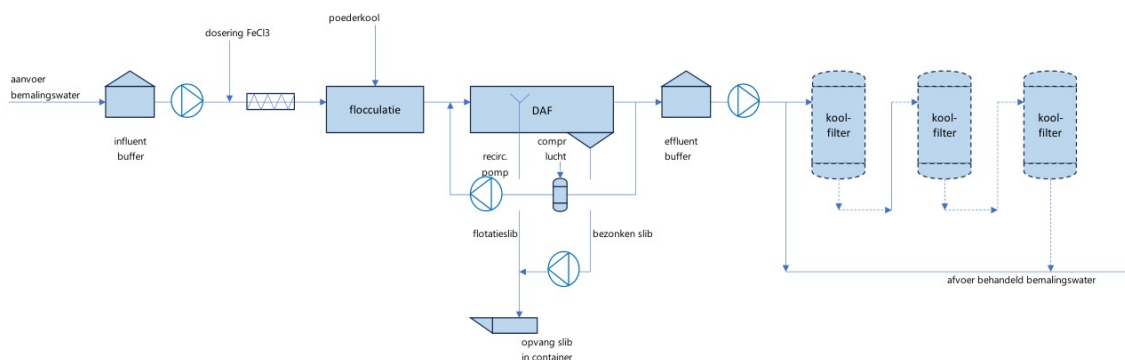 poederkool
dosering FeCl3
aanvoer
bemalingswater
flocculatie
DAF
kool-
filter
kool-
filter
kool-
filter
influent
buffer
recirc.
pomp
compr
lucht
effluent
buffer
flotatieslib
bezonken slib
afvoer behandeld bemalingswater
opvang slib
in container